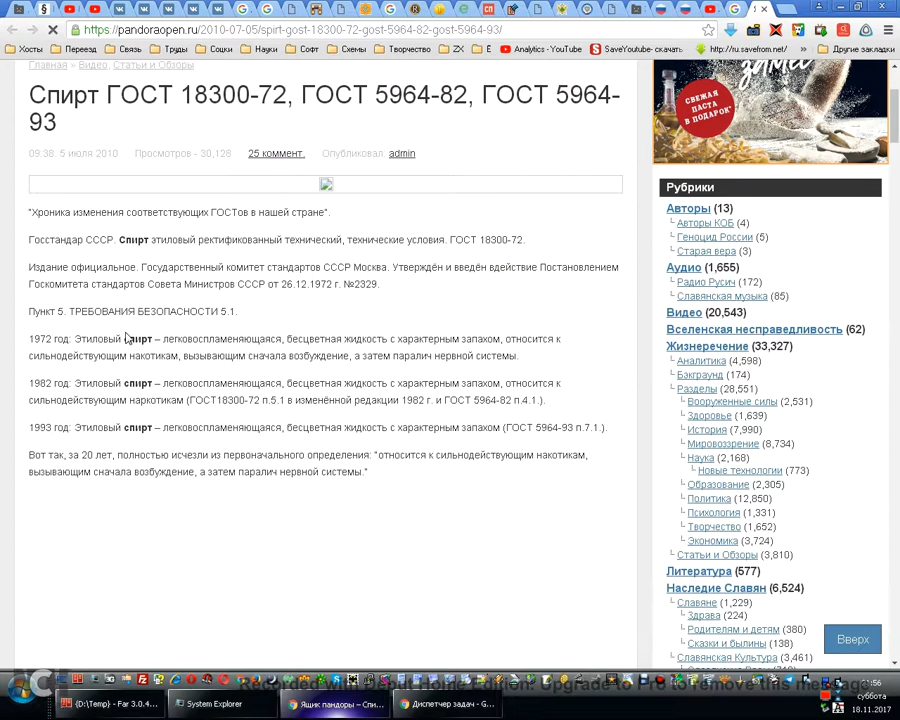 https://pandoraopen.ru/2010-07-05/spirt-gost-18300-72-gost-5964-82-gost-5964-93/
Хосты Переезд Связь Труды Соцки Науки Софт Схемы Творчество ZX Ё Analytics - YouTube SaveYoutube- скачать http://ru.savefrom.net/ Другие закладки
Главная » Видео, Статьи и Обзоры
Спирт ГОСТ 18300-72, ГОСТ 5964-82, ГОСТ 5964-
93
09:38. 5 июля 2010 Просмотров - 30,128 25 коммент. Опубликовал: admin
"Хроника изменения соответствующих ГОСТов в нашей стране".
Госстандар СССР. Спирт этиловый ректификованный технический, технические условия. ГОСТ 18300-72.
Издание официальное. Государственный комитет стандартов СССР Москва. Утверждён и введён вдействие Постановлением
Госкомитета стандартов Совета Министров СССР от 26.12.1972 г. №2329.
Пункт 5. ТРЕБОВАНИЯ БЕЗОПАСНОСТИ 5.1.
1972 год: Этиловый спирт – легковоспламеняющаяся, бесцветная жидкость с характерным запахом, относится к
сильнодействующим накотикам, вызывающим сначала возбуждение, а затем паралич нервной системы.
1982 год: Этиловый спирт – легковоспламеняющаяся, бесцветная жидкость с характерным запахом, относится к
сильнодействующим наркотикам (ГОСТ18300-72 п.5.1 в изменённой редакции 1982 г. и ГОСТ 5964-82 п.4.1.).
1993 год: Этиловый спирт – легковоспламеняющаяся, бесцветная жидкость с характерным запахом (ГОСТ 5964-93 п.7.1.).
Вот так, за 20 лет, полностью исчезли из первоначального определения: "относится к сильнодействующим накотикам,
вызывающим сначала возбуждение, а затем паралич нервной системы."
замес
СВЕЖАЯ
ПАСТА
В ПОДАРОК*
Рубрики
Авторы (13)
Авторы КОБ (4)
Геноцид России (5)
Старая вера (3)
Аудио (1,655)
Радио Русич (172)
Славянская музыка (85)
Видео (20,543)
Вселенская несправедливость (62)
Жизнеречение (33,327)
Аналитика (4,598)
Бэкграунд (174)
Разделы (28,551)
Вооруженные силы (2,531)
Здоровье (1,639)
История (7,990)
Мировоззрение (8,734)
Наука (2,168)
Новые технологии (773)
Образование (2,305)
Политика (12,850)
Психология (1,331)
Творчество (1,652)
Экономика (3,724)
Статьи и Обзоры (3,810)
Литература (577)
Наследие Славян (6,524)
Славяне (1,229)
Здрава (224)
Родителям и детям (380)
Сказки и былины (138)
Славянская Культура (3,461)
Вверх
Home Edition: Upgrade to Pro to remove this message
{D:\Temp} - Far 3.0.4... System Explorer Ящик пандоры – Спи... Диспетчер задач - G...
суббота
18.11.2017